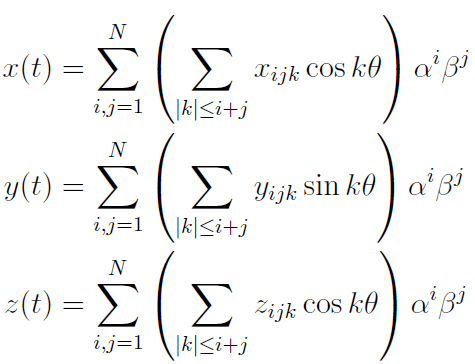 x(t) = \sum_{i,j=1}^{N} \left( \sum_{|k| \le i+j} x_{ijk} \cos k\theta \right) \alpha^i \beta^j
y(t) = \sum_{i,j=1}^{N} \left( \sum_{|k| \le i+j} y_{ijk} \sin k\theta \right) \alpha^i \beta^j
z(t) = \sum_{i,j=1}^{N} \left( \sum_{|k| \le i+j} z_{ijk} \cos k\theta \right) \alpha^i \beta^j